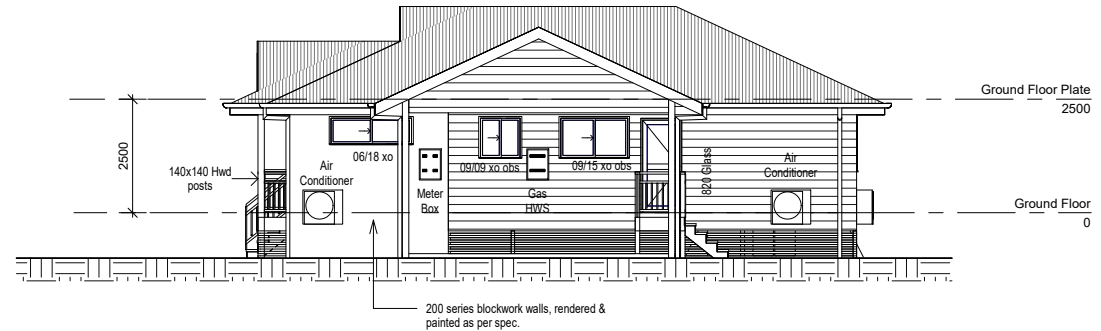 Ground Floor Plate
2500
2500
06/18 xo
09/09 xo obs
09/15 xo obs
820 Glass
Air
Conditioner
Air
Conditioner
140x140 Hwd
posts
Meter
Box
Gas
HWS
Ground Floor
0
200 series blockwork walls, rendered &
painted as per spec.